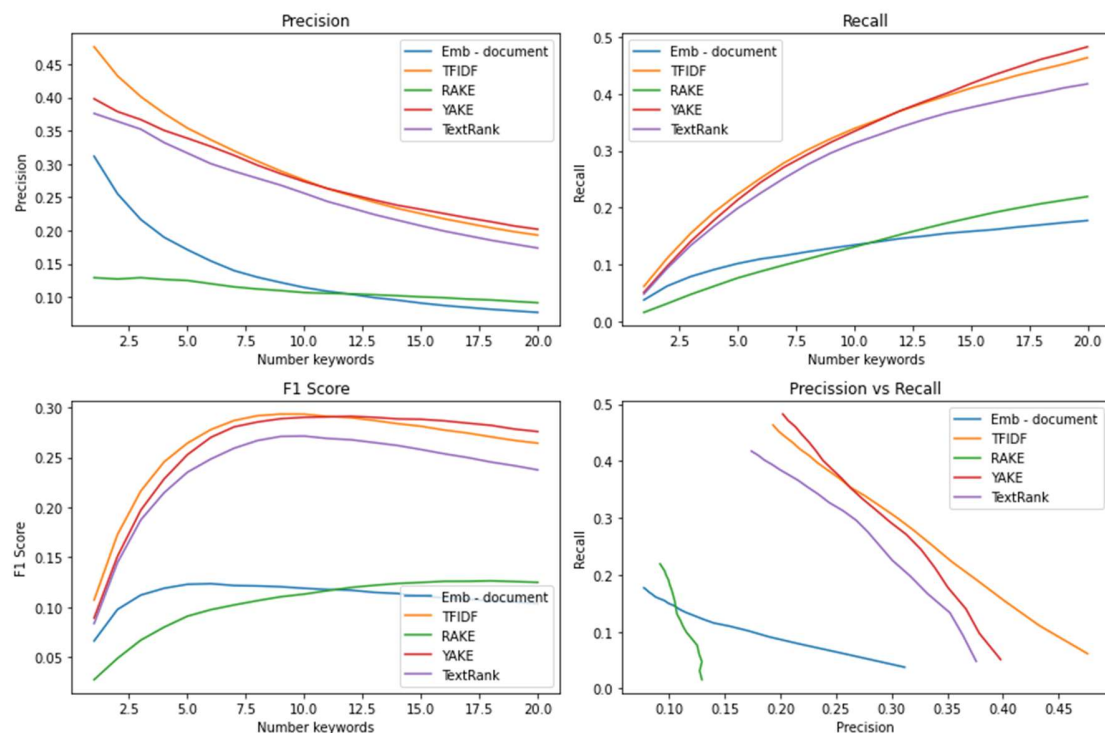 Precision
Precision
0.45
0.40
0.35
0.30
0.25
0.20
0.15
0.10
Emb - document
TFIDF
RAKE
YAKE
TextRank
2.5 5.0 7.5 10.0 12.5 15.0 17.5 20.0
Number keywords
Recall
Recall
0.5
0.4
0.3
0.2
0.1
0.0
Emb - document
TFIDF
RAKE
YAKE
TextRank
2.5 5.0 7.5 10.0 12.5 15.0 17.5 20.0
Number keywords
F1 Score
F1 Score
0.30
0.25
0.20
0.15
0.10
0.05
Emb - document
TFIDF
RAKE
YAKE
TextRank
2.5 5.0 7.5 10.0 12.5 15.0 17.5 20.0
Number keywords
Precission vs Recall
Recall
0.5
0.4
0.3
0.2
0.1
0.0
Emb - document
TFIDF
RAKE
YAKE
TextRank
0.10 0.15 0.20 0.25 0.30 0.35 0.40 0.45
Precision